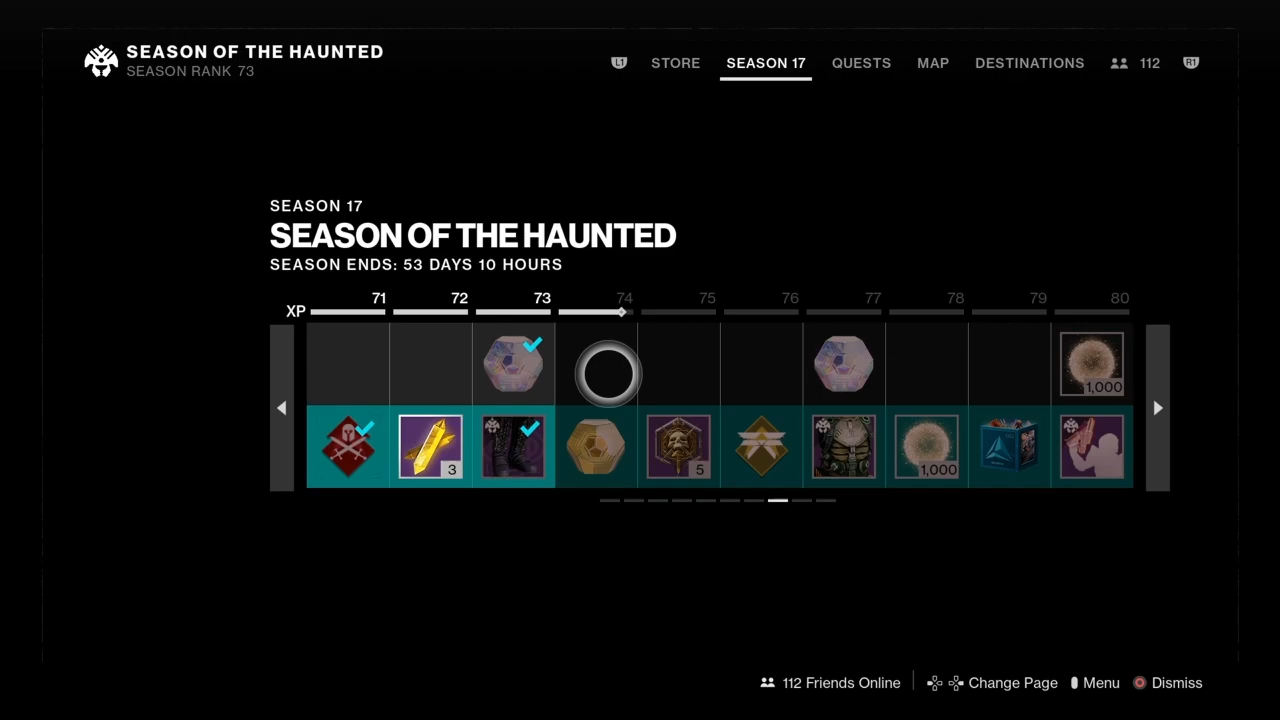 SEASON OF THE HAUNTED
SEASON RANK 73
L1 STORE SEASON 17 QUESTS MAP DESTINATIONS 112 R1
SEASON 17
SEASON OF THE HAUNTED
SEASON ENDS: 53 DAYS 10 HOURS
71 72 73 74 75 76 77 78 79 80
XP
1,000
3 5 1,000
112 Friends Online Change Page Menu Dismiss